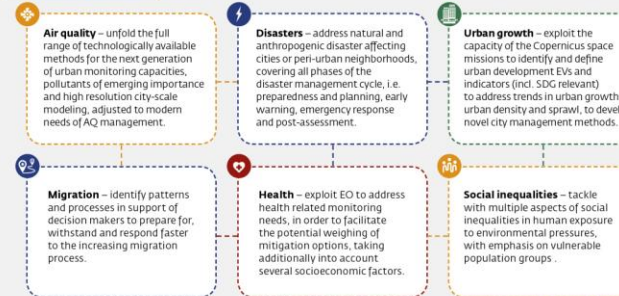 Air quality – unfold the full
range of technologically available
methods for the next generation
of urban monitoring capacities,
pollutants of emerging importance
and high resolution city-scale
modeling, adjusted to modern
needs of AQ management.
Disasters – address natural and
anthropogenic disaster affecting
cities or peri-urban neighborhoods,
covering all phases of the
disaster management cycle, i.e.
preparedness and planning, early
warning, emergency response
and post-assessment.
Urban growth – exploit the
capacity of the Copernicus space
missions to identify and define
urban development EVs and
indicators (incl. SDG relevant)
to address trends in urban growth,
urban density and sprawl, to
novel city management methods.
Migration – identify patterns
and processes in support of
decision makers to prepare for,
withstand and respond faster
to the increasing migration
process.
Health – exploit EO to address
health related monitoring
needs, in order to facilitate
the potential weighing of
mitigation options, taking
additionally into account
several socioeconomic factors.
Social inequalities – tackle
with multiple aspects of social
inequalities in human exposure
to environmental pressures,
with emphasis on vulnerable
population groups .